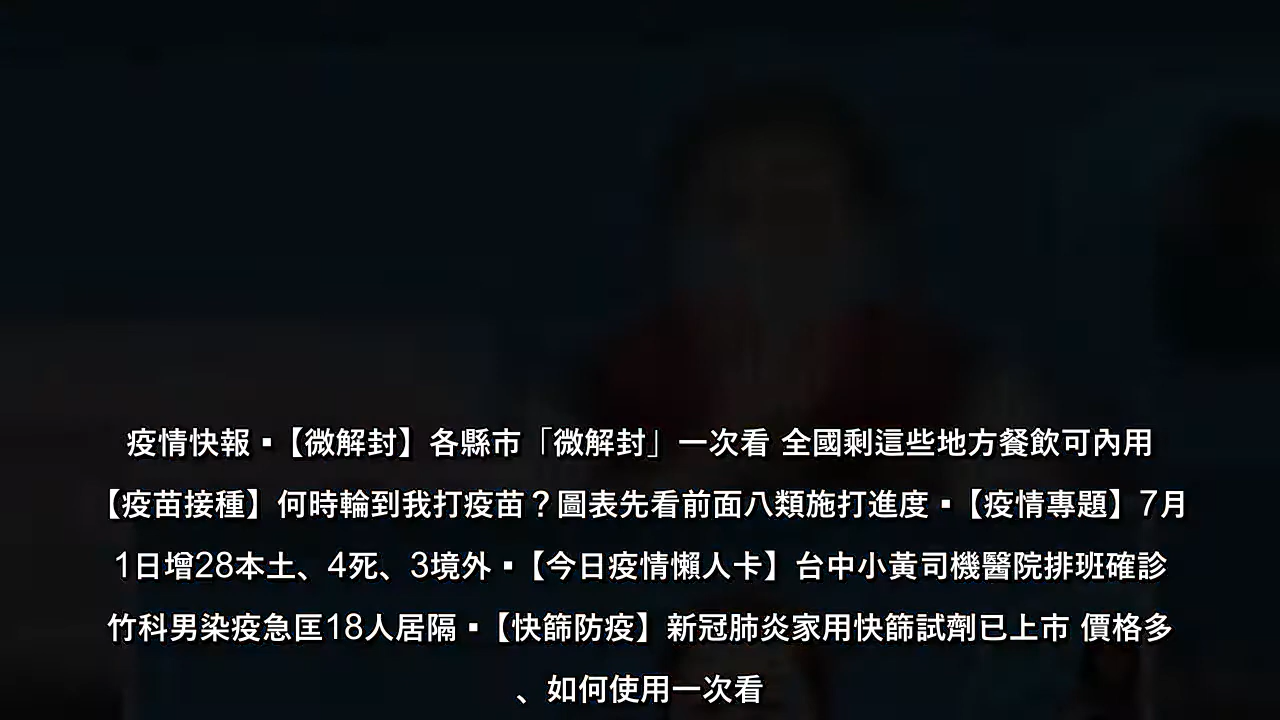 疫情快報▪【微解封】各縣市「微解封」一次看 全國剩這些地方餐飲可內用
【疫苗接種】何時輪到我打疫苗？圖表先看前面八類施打進度▪【疫情專題】7月
1日增28本土、4死、3境外▪【今日疫情懶人卡】台中小黃司機醫院排班確診
竹科男染疫急匡18人居隔▪【快篩防疫】新冠肺炎家用快篩試劑已上市 價格多
、如何使用一次看